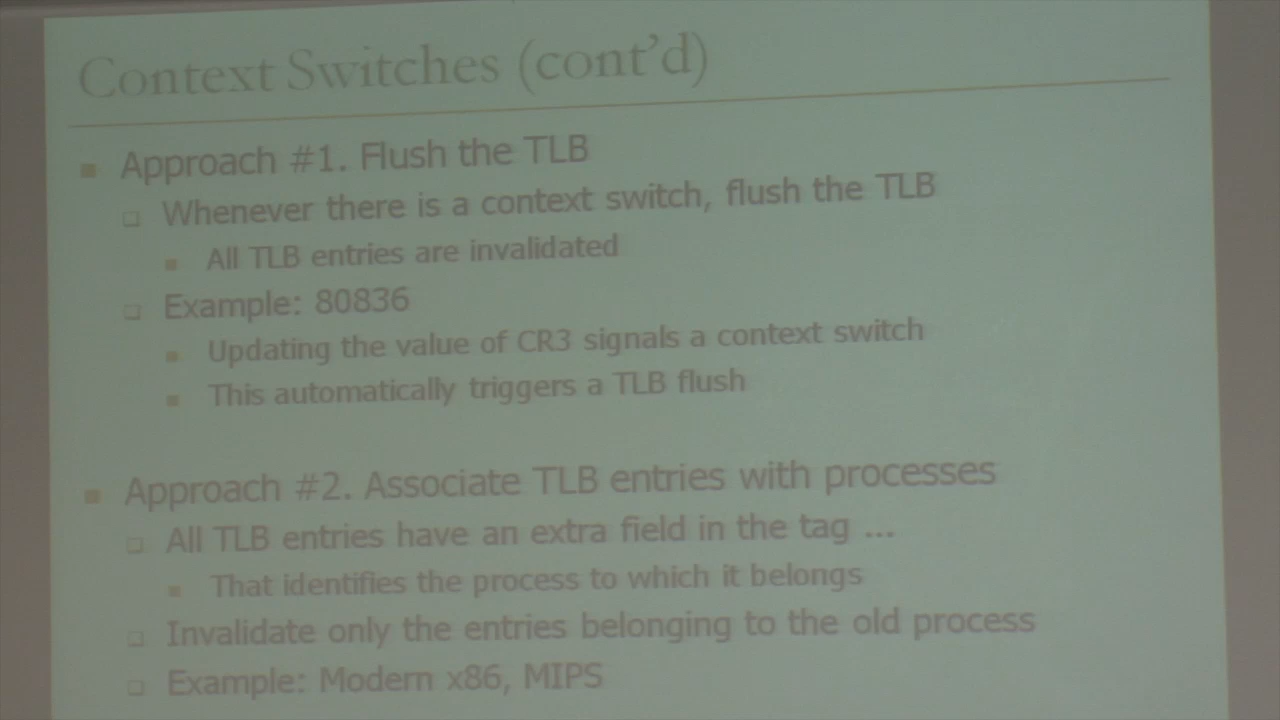 Context Switches (cont'd)
Approach #1. Flush the TLB
Whenever there is a context switch, flush the TLB
All TLB entries are invalidated
Example: 80836
Updating the value of CR3 signals a context switch
This automatically triggers a TLB flush
Approach #2. Associate TLB entries with processes
All TLB entries have an extra field in the tag ...
That identifies the process to which it belongs
Invalidate only the entries belonging to the old process
Example: Modern x86, MIPS